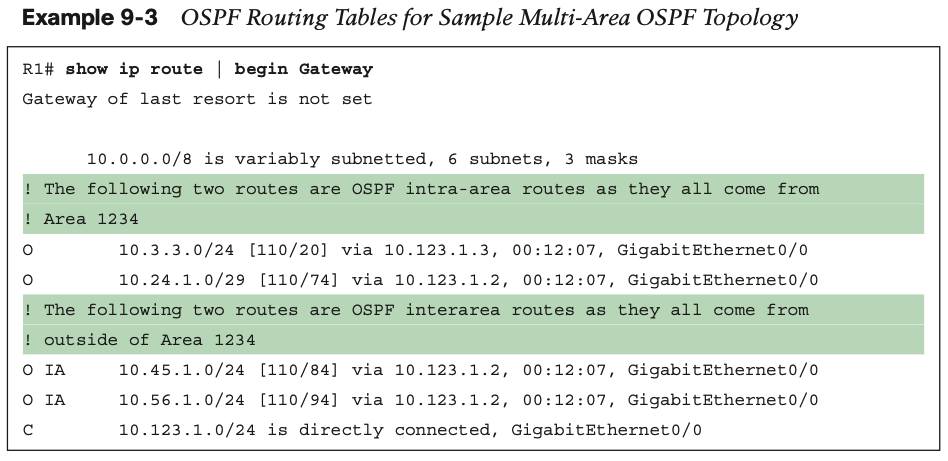 Example 9-3 OSPF Routing Tables for Sample Multi-Area OSPF Topology
R1# show ip route | begin Gateway
Gateway of last resort is not set
10.0.0.0/8 is variably subnetted, 6 subnets, 3 masks
! The following two routes are OSPF intra-area routes as they all come from
! Area 1234
O 10.3.3.0/24 [110/20] via 10.123.1.3, 00:12:07, GigabitEthernet0/0
O 10.24.1.0/29 [110/74] via 10.123.1.2, 00:12:07, GigabitEthernet0/0
! The following two routes are OSPF interarea routes as they all come from
! outside of Area 1234
O IA 10.45.1.0/24 [110/84] via 10.123.1.2, 00:12:07, GigabitEthernet0/0
O IA 10.56.1.0/24 [110/94] via 10.123.1.2, 00:12:07, GigabitEthernet0/0
C 10.123.1.0/24 is directly connected, GigabitEthernet0/0